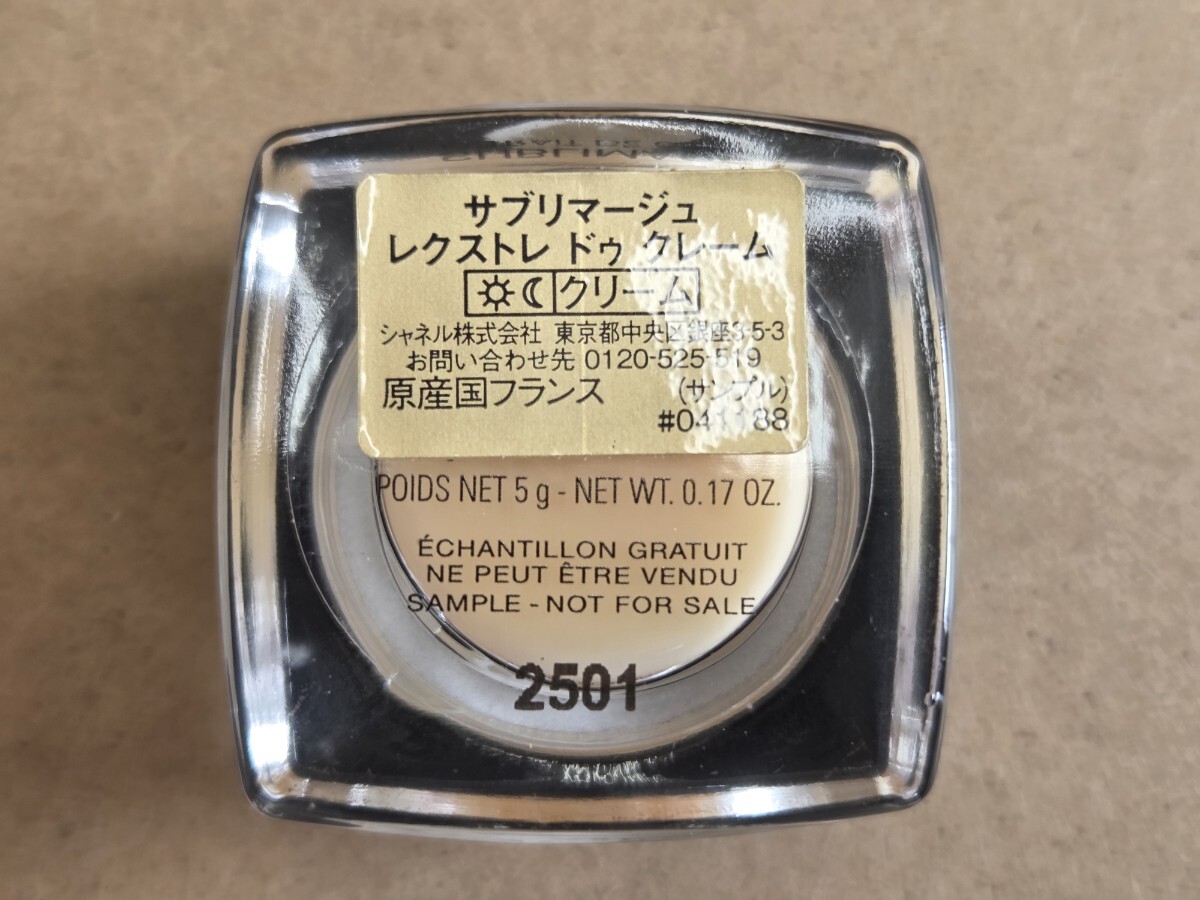 サブリマージュ
レクストレ ドゥ クレーム
クリーム
シャネル株式会社 東京都中央区銀座3-5-3
お問い合わせ先 0120-525-519
原産国フランス (サンプル)
#041188
POIDS NET 5 g - NET WT. 0.17 OZ.
ÉCHANTILLON GRATUIT
NE PEUT ÊTRE VENDU
SAMPLE - NOT FOR SALE
2501